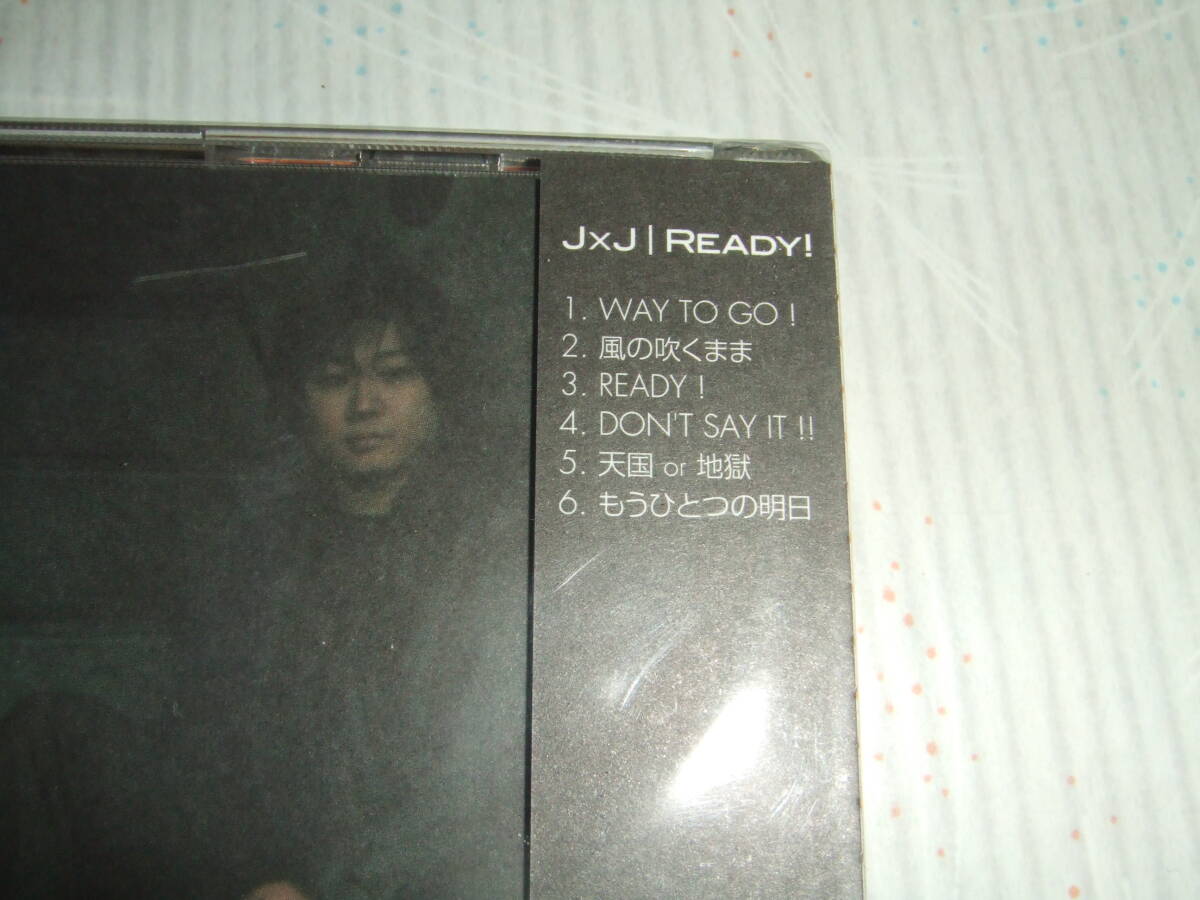 JxJ | READY!
1. WAY TO GO !
2. 風の吹くまま
3. READY !
4. DON'T SAY IT !!
5. 天国 or 地獄
6. もうひとつの明日